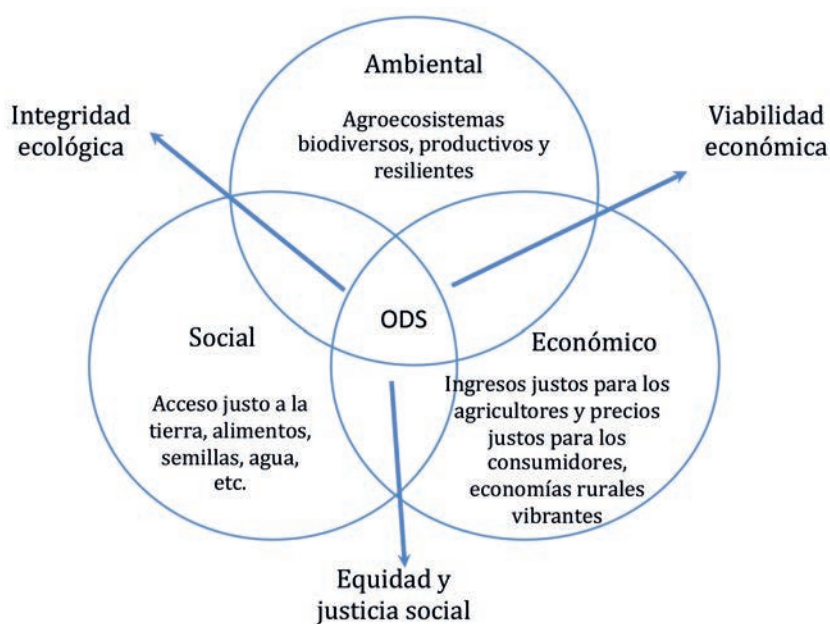 Ambiental
Agroecosistemas
biodiversos, productivos y
resilientes
Integridad
ecológica
Viabilidad
económica
ODS
Social
Acceso justo a la
tierra, alimentos,
semillas, agua,
etc.
Económico
Ingresos justos para los
agricultores y precios
justos para los
consumidores,
economías rurales
vibrantes
Equidad y
justicia social